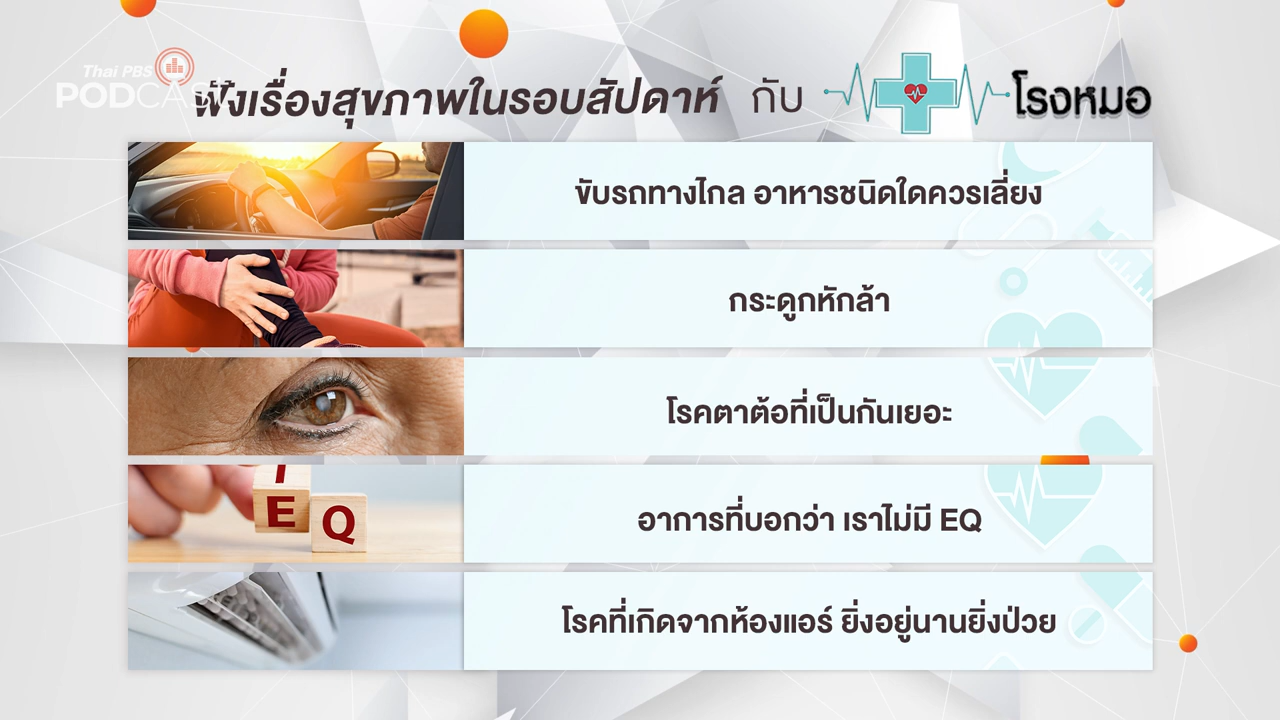 Thai PBS
PODCAST
ฟังเรื่องสุขภาพในรอบสัปดาห์ กับ โรงหมอ
ขับรถทางไกล อาหารชนิดใดควรเลี่ยง
กระดูกหักล้า
โรคตาต้อที่เป็นกันเยอะ
I
E Q
อาการที่บอกว่า เราไม่มี EQ
โรคที่เกิดจากห้องแอร์ ยิ่งอยู่นานยิ่งป่วย